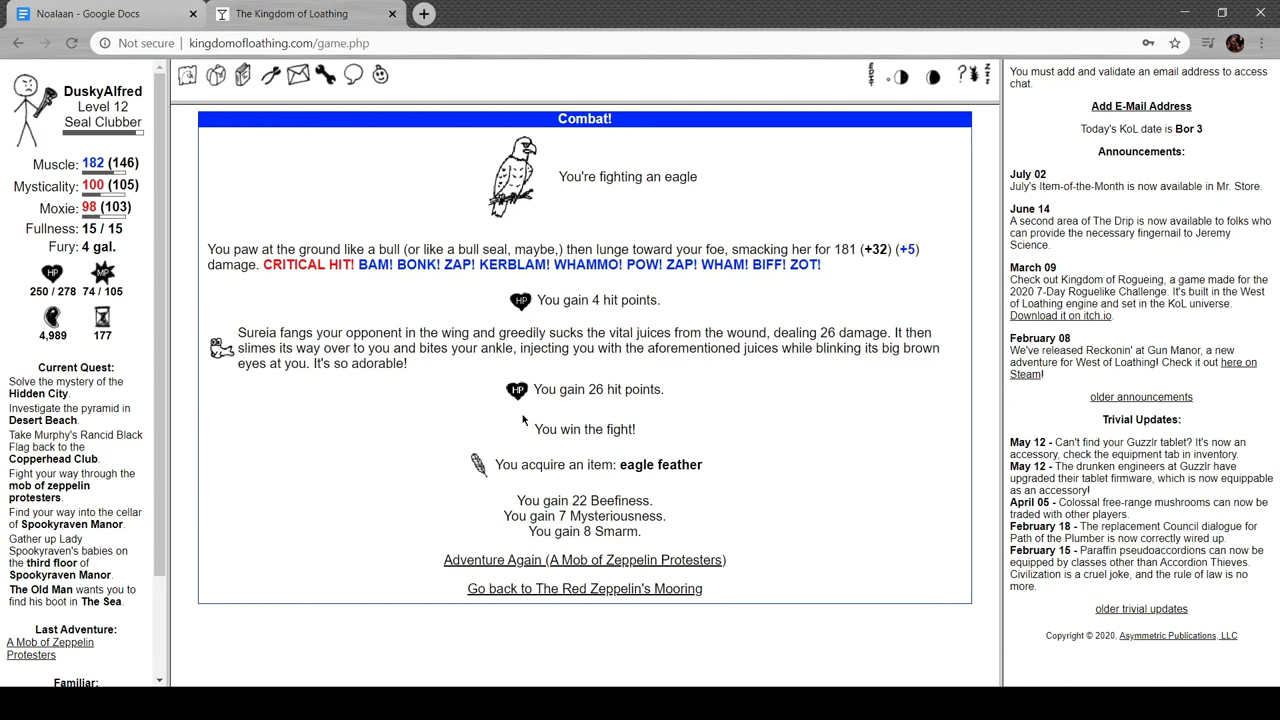 Noalaan - Google Docs
The Kingdom of Loathing
Not secure | kingdomofloathing.com/game.php
DuskyAlfred
Level 12
Seal Clubber
Muscle: 182 (146)
Mysticality: 100 (105)
Moxie: 98 (103)
Fullness: 15 / 15
Fury: 4 gal.
HP MP
250 / 278 74 / 105
4,989 177
Current Quest:
Solve the mystery of the
Hidden City.
Investigate the pyramid in
Desert Beach.
Take Murphy's Rancid Black
Flag back to the
Copperhead Club.
Fight your way through the
mob of zeppelin
protesters.
Find your way into the cellar
of Spookyraven Manor.
Gather up Lady
Spookyraven's babies on
the third floor of
Spookyraven Manor.
The Old Man wants you to
find his boot in The Sea.
Last Adventure:
A Mob of Zeppelin
Protesters
Familiar:
Combat!
You're fighting an eagle
You paw at the ground like a bull (or like a bull seal, maybe,) then lunge toward your foe, smacking her for 181 (+32) (+5)
damage. CRITICAL HIT! BAM! BONK! ZAP! KERBLAM! WHAMMO! POW! ZAP! WHAM! BIFF! ZOT!
HP You gain 4 hit points.
Sureia fangs your opponent in the wing and greedily sucks the vital juices from the wound, dealing 26 damage. It then
slimes its way over to you and bites your ankle, injecting you with the aforementioned juices while blinking its big brown
eyes at you. It's so adorable!
HP You gain 26 hit points.
You win the fight!
You acquire an item: eagle feather
You gain 22 Beefiness.
You gain 7 Mysteriousness.
You gain 8 Smarm.
Adventure Again (A Mob of Zeppelin Protesters)
Go back to The Red Zeppelin's Mooring
You must add and validate an email address to access
chat.
Add E-Mail Address
Today's KoL date is Bor 3
Announcements:
July 02
July's Item-of-the-Month is now available in Mr. Store.
June 14
A second area of The Drip is now available to folks who
can provide the necessary fingernail to Jeremy
Science.
March 09
Check out Kingdom of Rogueing, a game made for the
2020 7-Day Roguelike Challenge. It's built in the West
of Loathing engine and set in the KoL universe.
Download it on itch.io.
February 08
We've released Reckonin' at Gun Manor, a new
adventure for West of Loathing! Check it out here on
Steam!
older announcements
Trivial Updates:
May 12 - Can't find your Guzzlr tablet? It's now an
accessory, check the equipment tab in inventory.
May 12 - The drunken engineers at Guzzlr have
upgraded their tablet firmware, which is now equippable
as an accessory!
April 05 - Colossal free-range mushrooms can now be
traded with other players.
February 18 - The replacement Council dialogue for
Path of the Plumber is now correctly wired up.
February 15 - Paraffin pseudoaccordions can now be
equipped by classes other than Accordion Thieves.
Civilization is a cruel joke, and the rule of law is no
more.
older trivial updates
Copyright © 2020, Asymmetric Publications, LLC